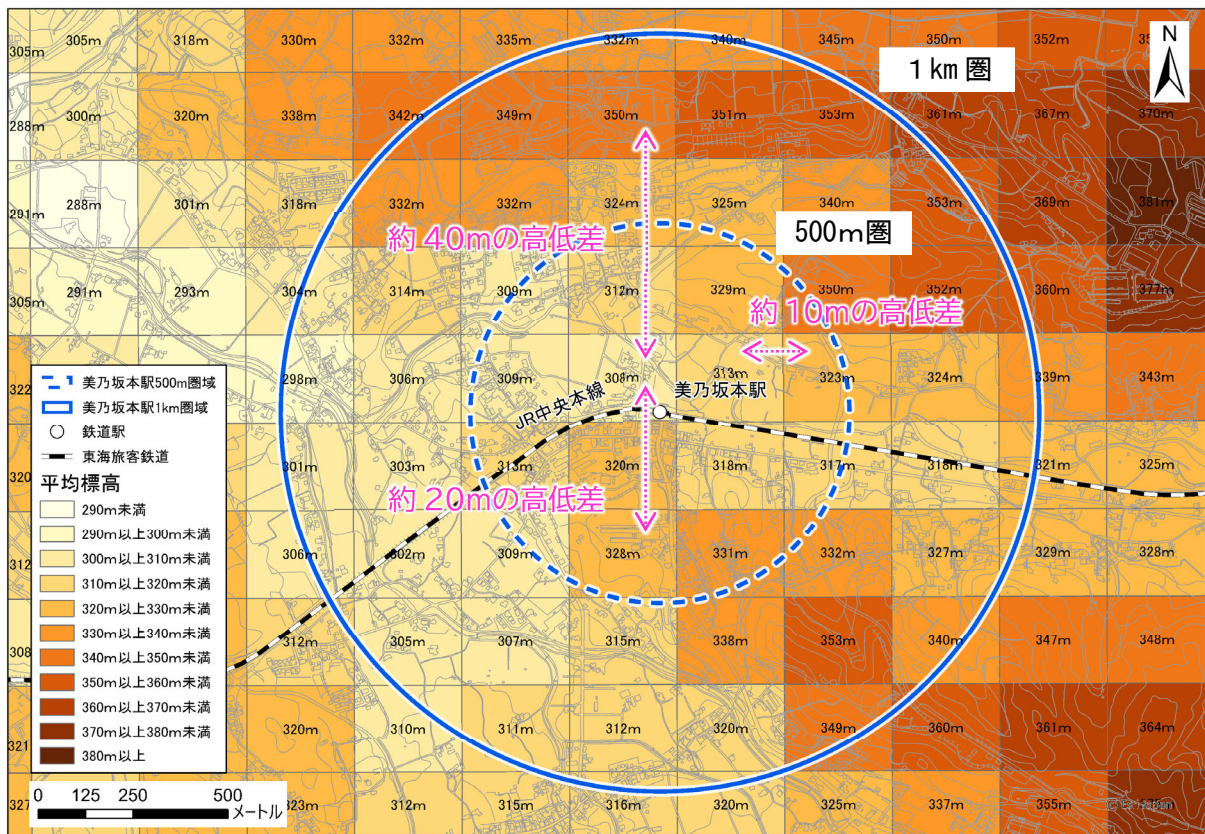 305m 318m 330m 332m 335m 332m 340m 345m 350m 352m
305m
1km圏
N
300m 320m 338m 342m 349m 350m 351m 353m 361m 367m 370m
288m
288m 301m 318m 332m 332m 324m 325m 340m 353m 369m 381m
291m
500m圏
約40mの高低差
291m 293m 304m 314m 309m 312m 329m 350m 352m 360m 377m
305m
約10mの高低差
298m 306m 309m 308m 313m 323m 324m 339m 343m
322
美乃坂本駅
JR中央本線
301m 303m 313m 320m 318m 317m 318m 321m 325m
320
約20mの高低差
306m 302m 309m 328m 331m 332m 327m 329m 328m
312
312m 305m 307m 315m 338m 353m 340m 347m 348m
308
320m 310m 311m 312m 320m 349m 360m 361m 364m
321
323m 312m 315m 316m 320m 325m 337m 355m
327
美乃坂本駅500m圏域
美乃坂本駅1km圏域
鉄道駅
東海旅客鉄道
平均標高
290m未満
290m以上300m未満
300m以上310m未満
310m以上320m未満
320m以上330m未満
330m以上340m未満
340m以上350m未満
350m以上360m未満
360m以上370m未満
370m以上380m未満
380m以上
0 125 250 500
メートル